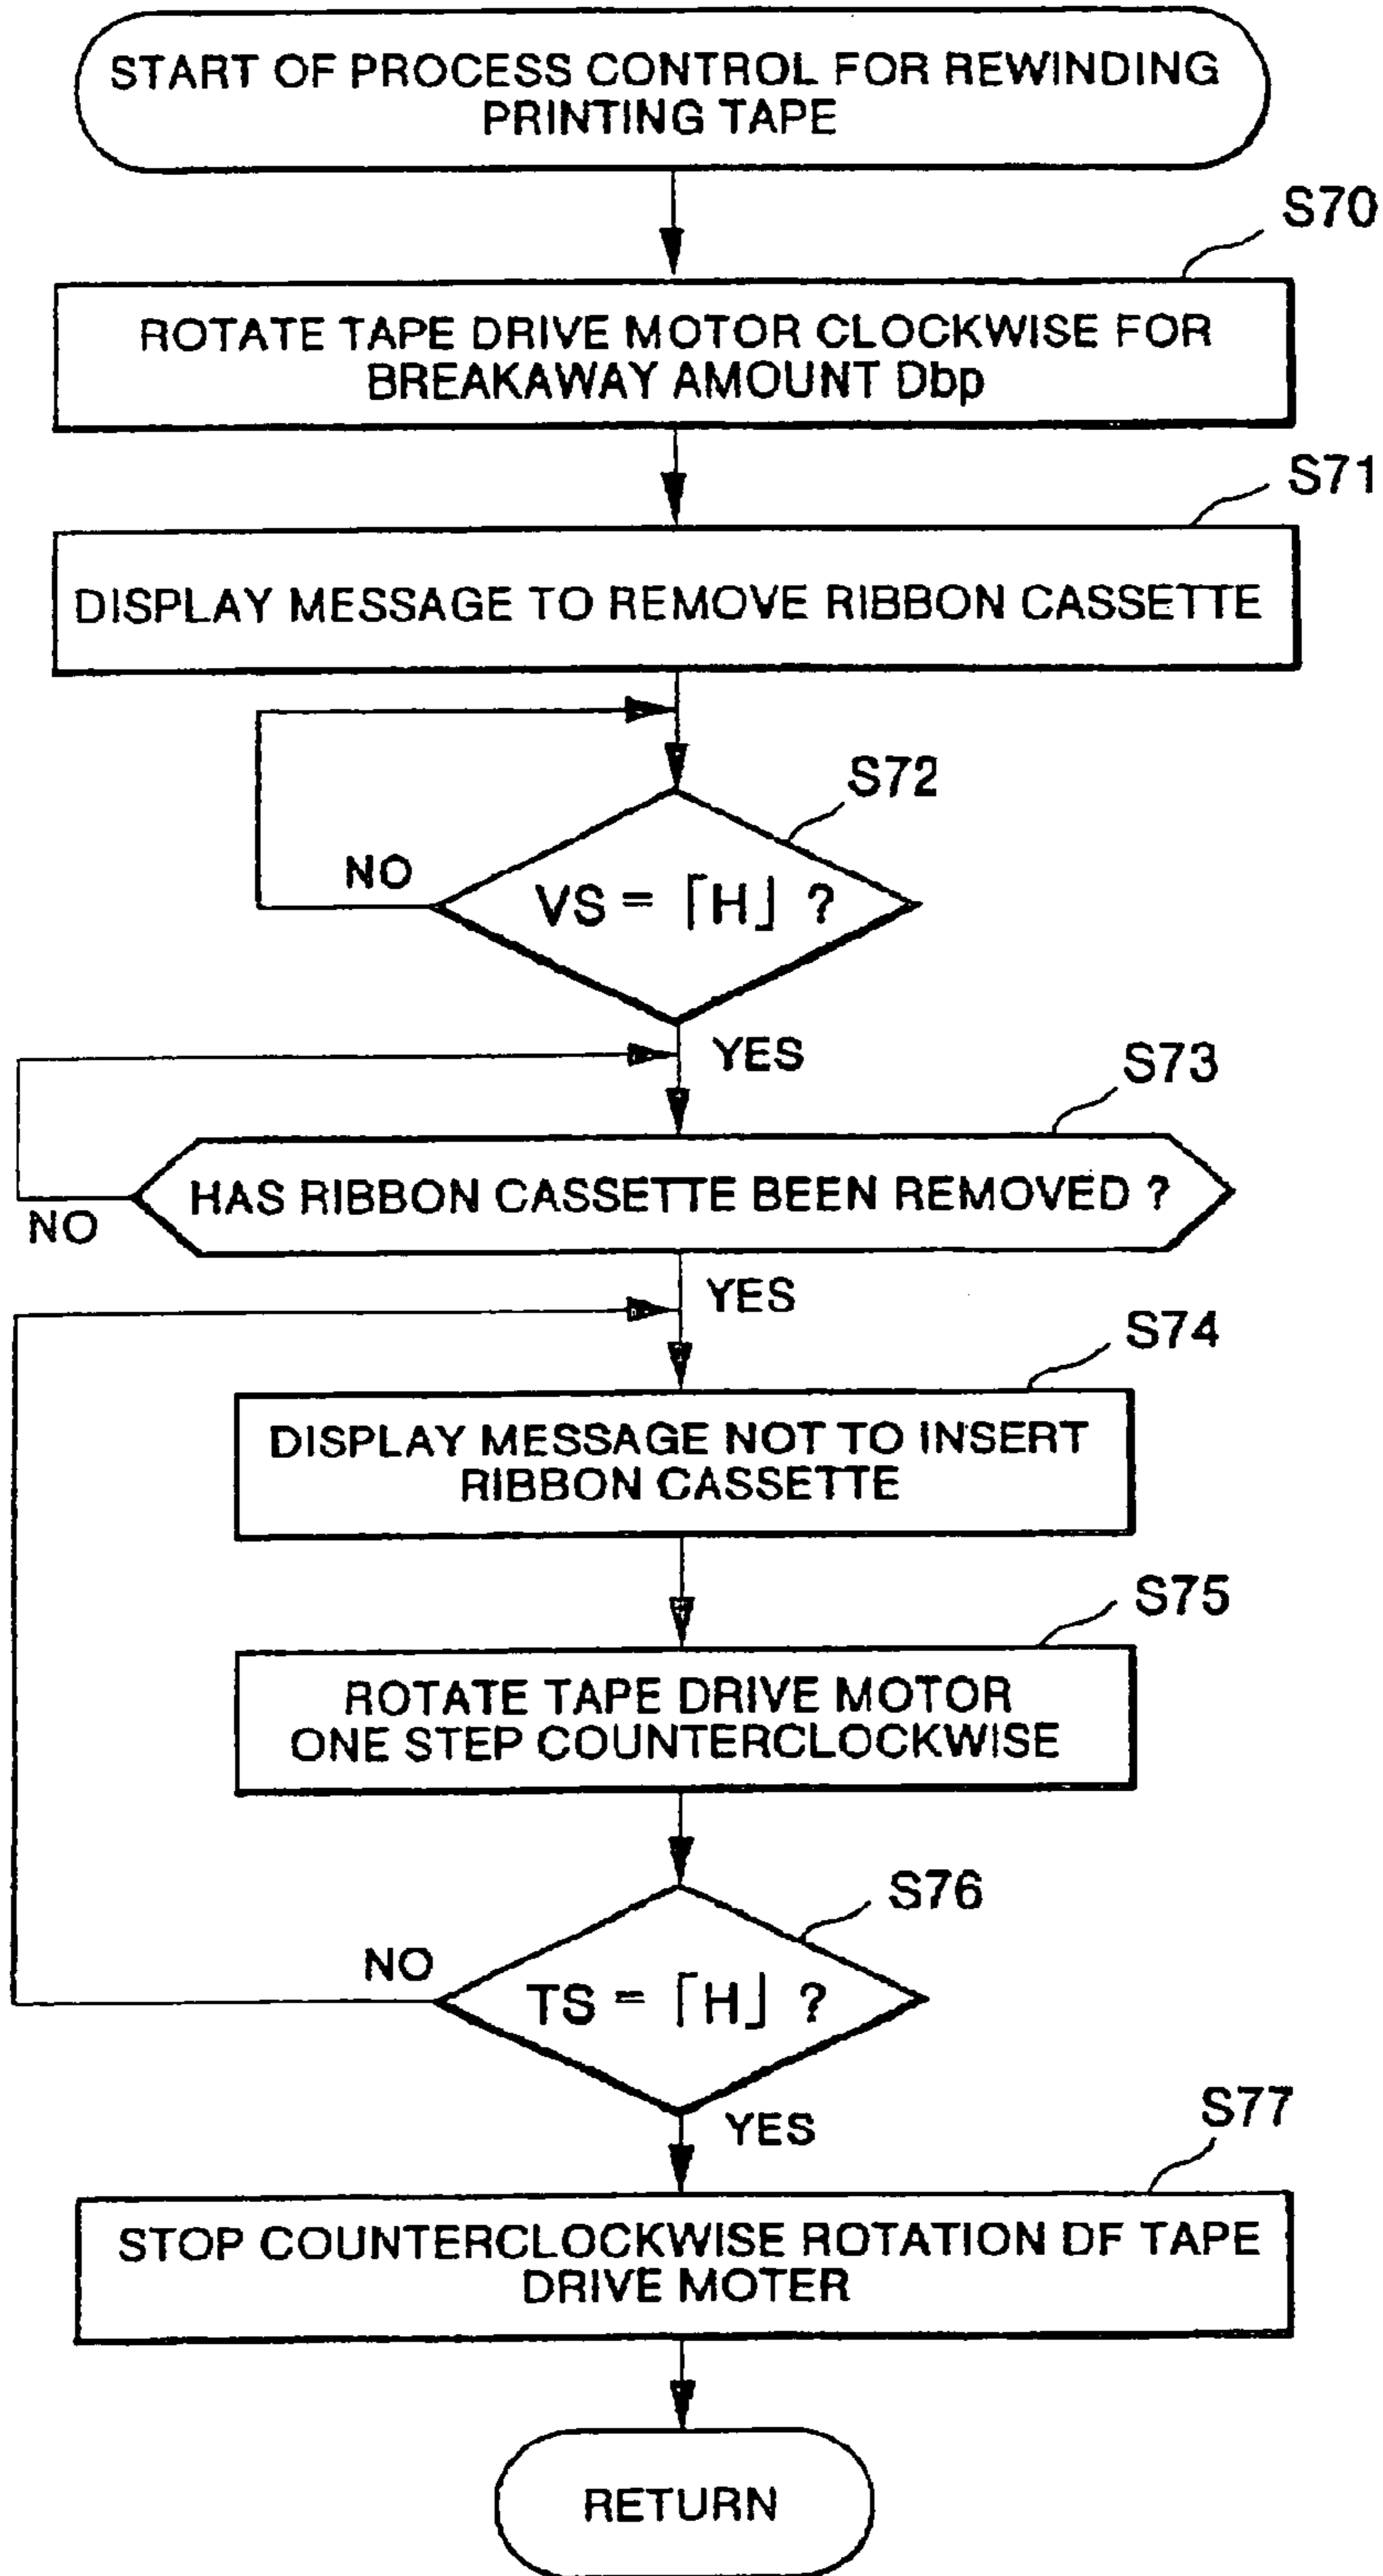 START OF PROCESS CONTROL FOR REWINDING
PRINTING TAPE
S70
ROTATE TAPE DRIVE MOTOR CLOCKWISE FOR
BREAKAWAY AMOUNT Dbp
S71
DISPLAY MESSAGE TO REMOVE RIBBON CASSETTE
S72
NO
VS = ⌈H⌋ ?
YES
S73
HAS RIBBON CASSETTE BEEN REMOVED ?
NO
YES
S74
DISPLAY MESSAGE NOT TO INSERT
RIBBON CASSETTE
S75
ROTATE TAPE DRIVE MOTOR
ONE STEP COUNTERCLOCKWISE
S76
NO
TS = ⌈H⌋ ?
YES
S77
STOP COUNTERCLOCKWISE ROTATION DF TAPE
DRIVE MOTER
RETURN